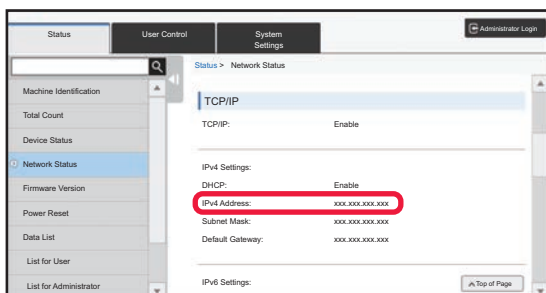 Status
User Control
System
Settings
Administrator Login
Status > Network Status
Machine Identification
Total Count
Device Status
Network Status
Firmware Version
Power Reset
Data List
List for User
List for Administrator
TCP/IP
TCP/IP: Enable
IPv4 Settings:
DHCP: Enable
IPv4 Address: xxx.xxx.xxx.xxx
Subnet Mask: xxx.xxx.xxx.xxx
Default Gateway: xxx.xxx.xxx.xxx
IPv6 Settings:
Top of Page